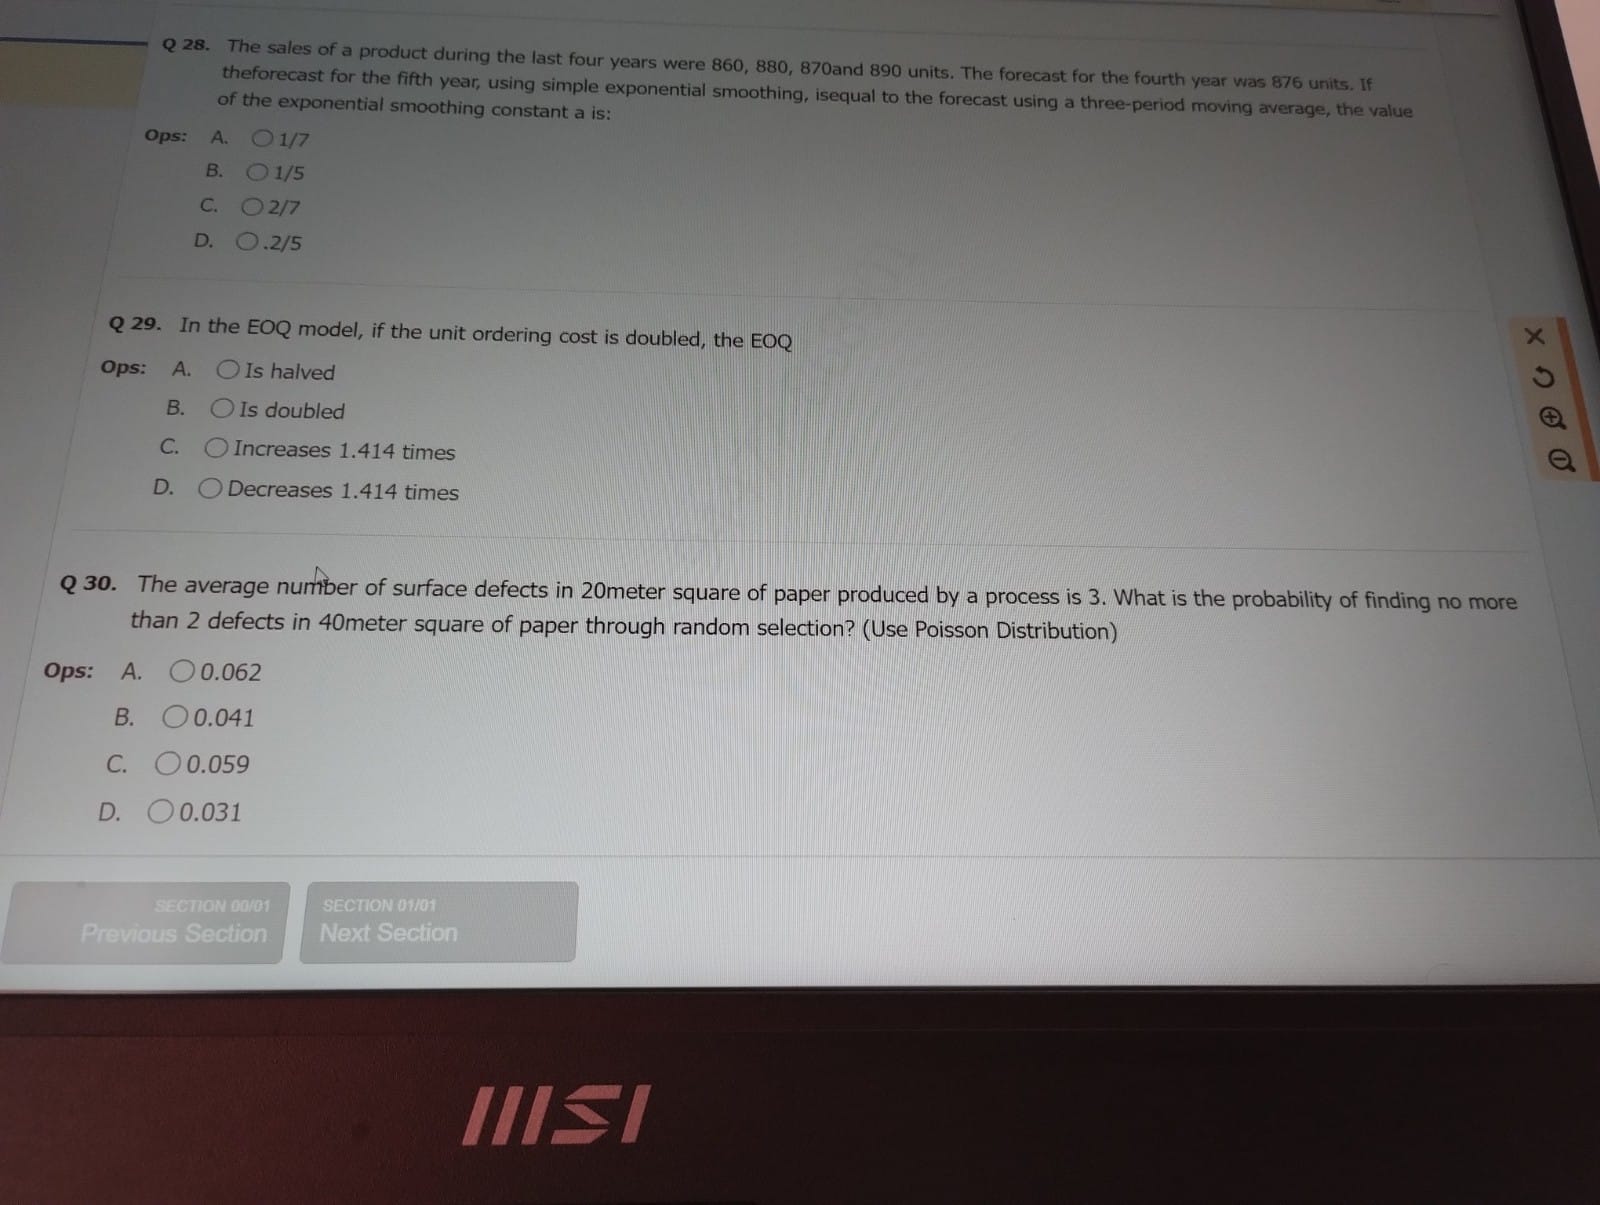 Q 28. The sales of a product during the last four years were 860, 880, 870and 890 units. The forecast for the fourth year was 876 units. If
theforecast for the fifth year, using simple exponential smoothing, isequal to the forecast using a three-period moving average, the value
of the exponential smoothing constant a is:
Ops: A. 1/7
B. 1/5
C. 2/7
D. .2/5
Q 29. In the EOQ model, if the unit ordering cost is doubled, the EOQ
Ops: A. Is halved
B. Is doubled
C. Increases 1.414 times
D. Decreases 1.414 times
Q 30. The average number of surface defects in 20meter square of paper produced by a process is 3. What is the probability of finding no more
than 2 defects in 40meter square of paper through random selection? (Use Poisson Distribution)
Ops: A. 0.062
B. 0.041
C. 0.059
D. 0.031
SECTION 00/01
Previous Section
SECTION 01/01
Next Section
msi